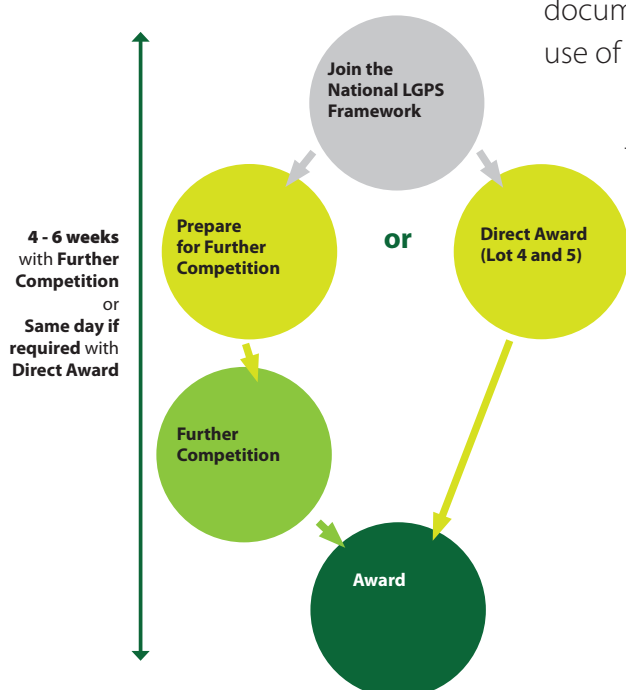 use of
Join the
National LGPS
Framework
4 - 6 weeks
with Further
Competition
or
Same day if
required with
Direct Award
Prepare
for Further
Competition
or
Direct Award
(Lot 4 and 5)
Further
Competition
Award